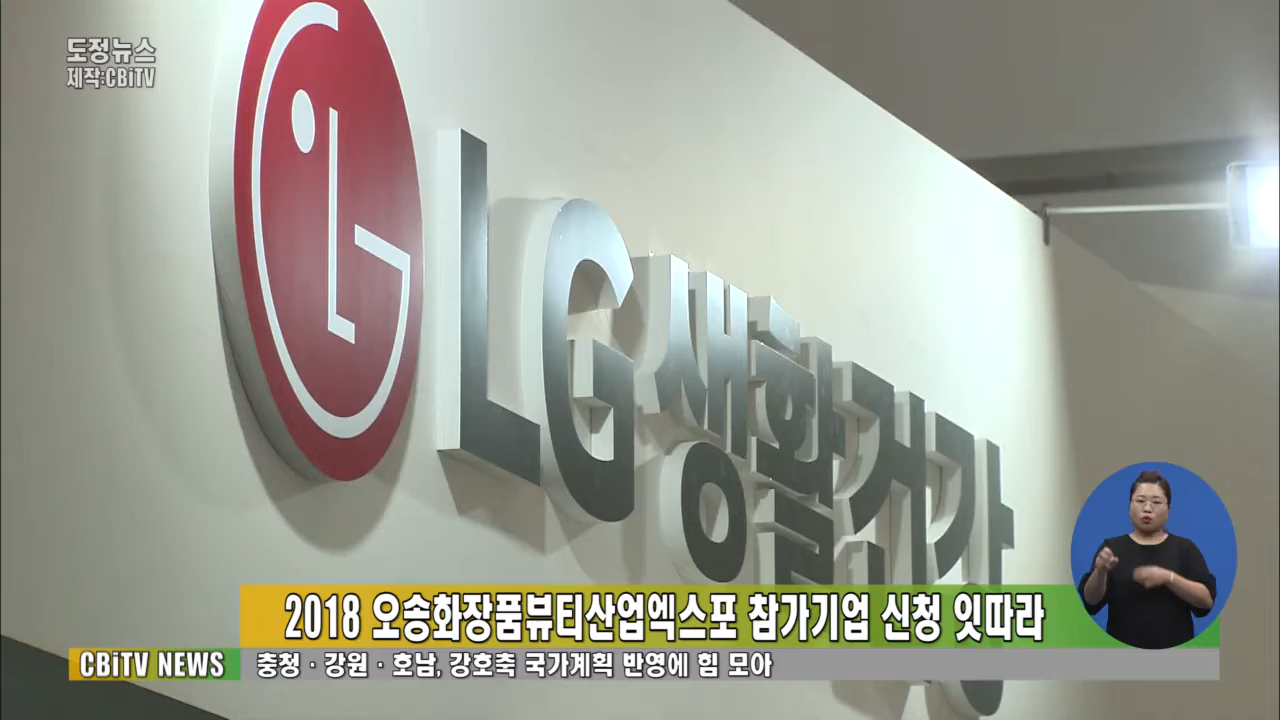 도정뉴스
제작:CBiTV
LG생활건강
2018 오송화장품뷰티산업엑스포 참가기업 신청 잇따라
CBiTV NEWS
충청·강원·호남, 강호축 국가계획 반영에 힘 모아